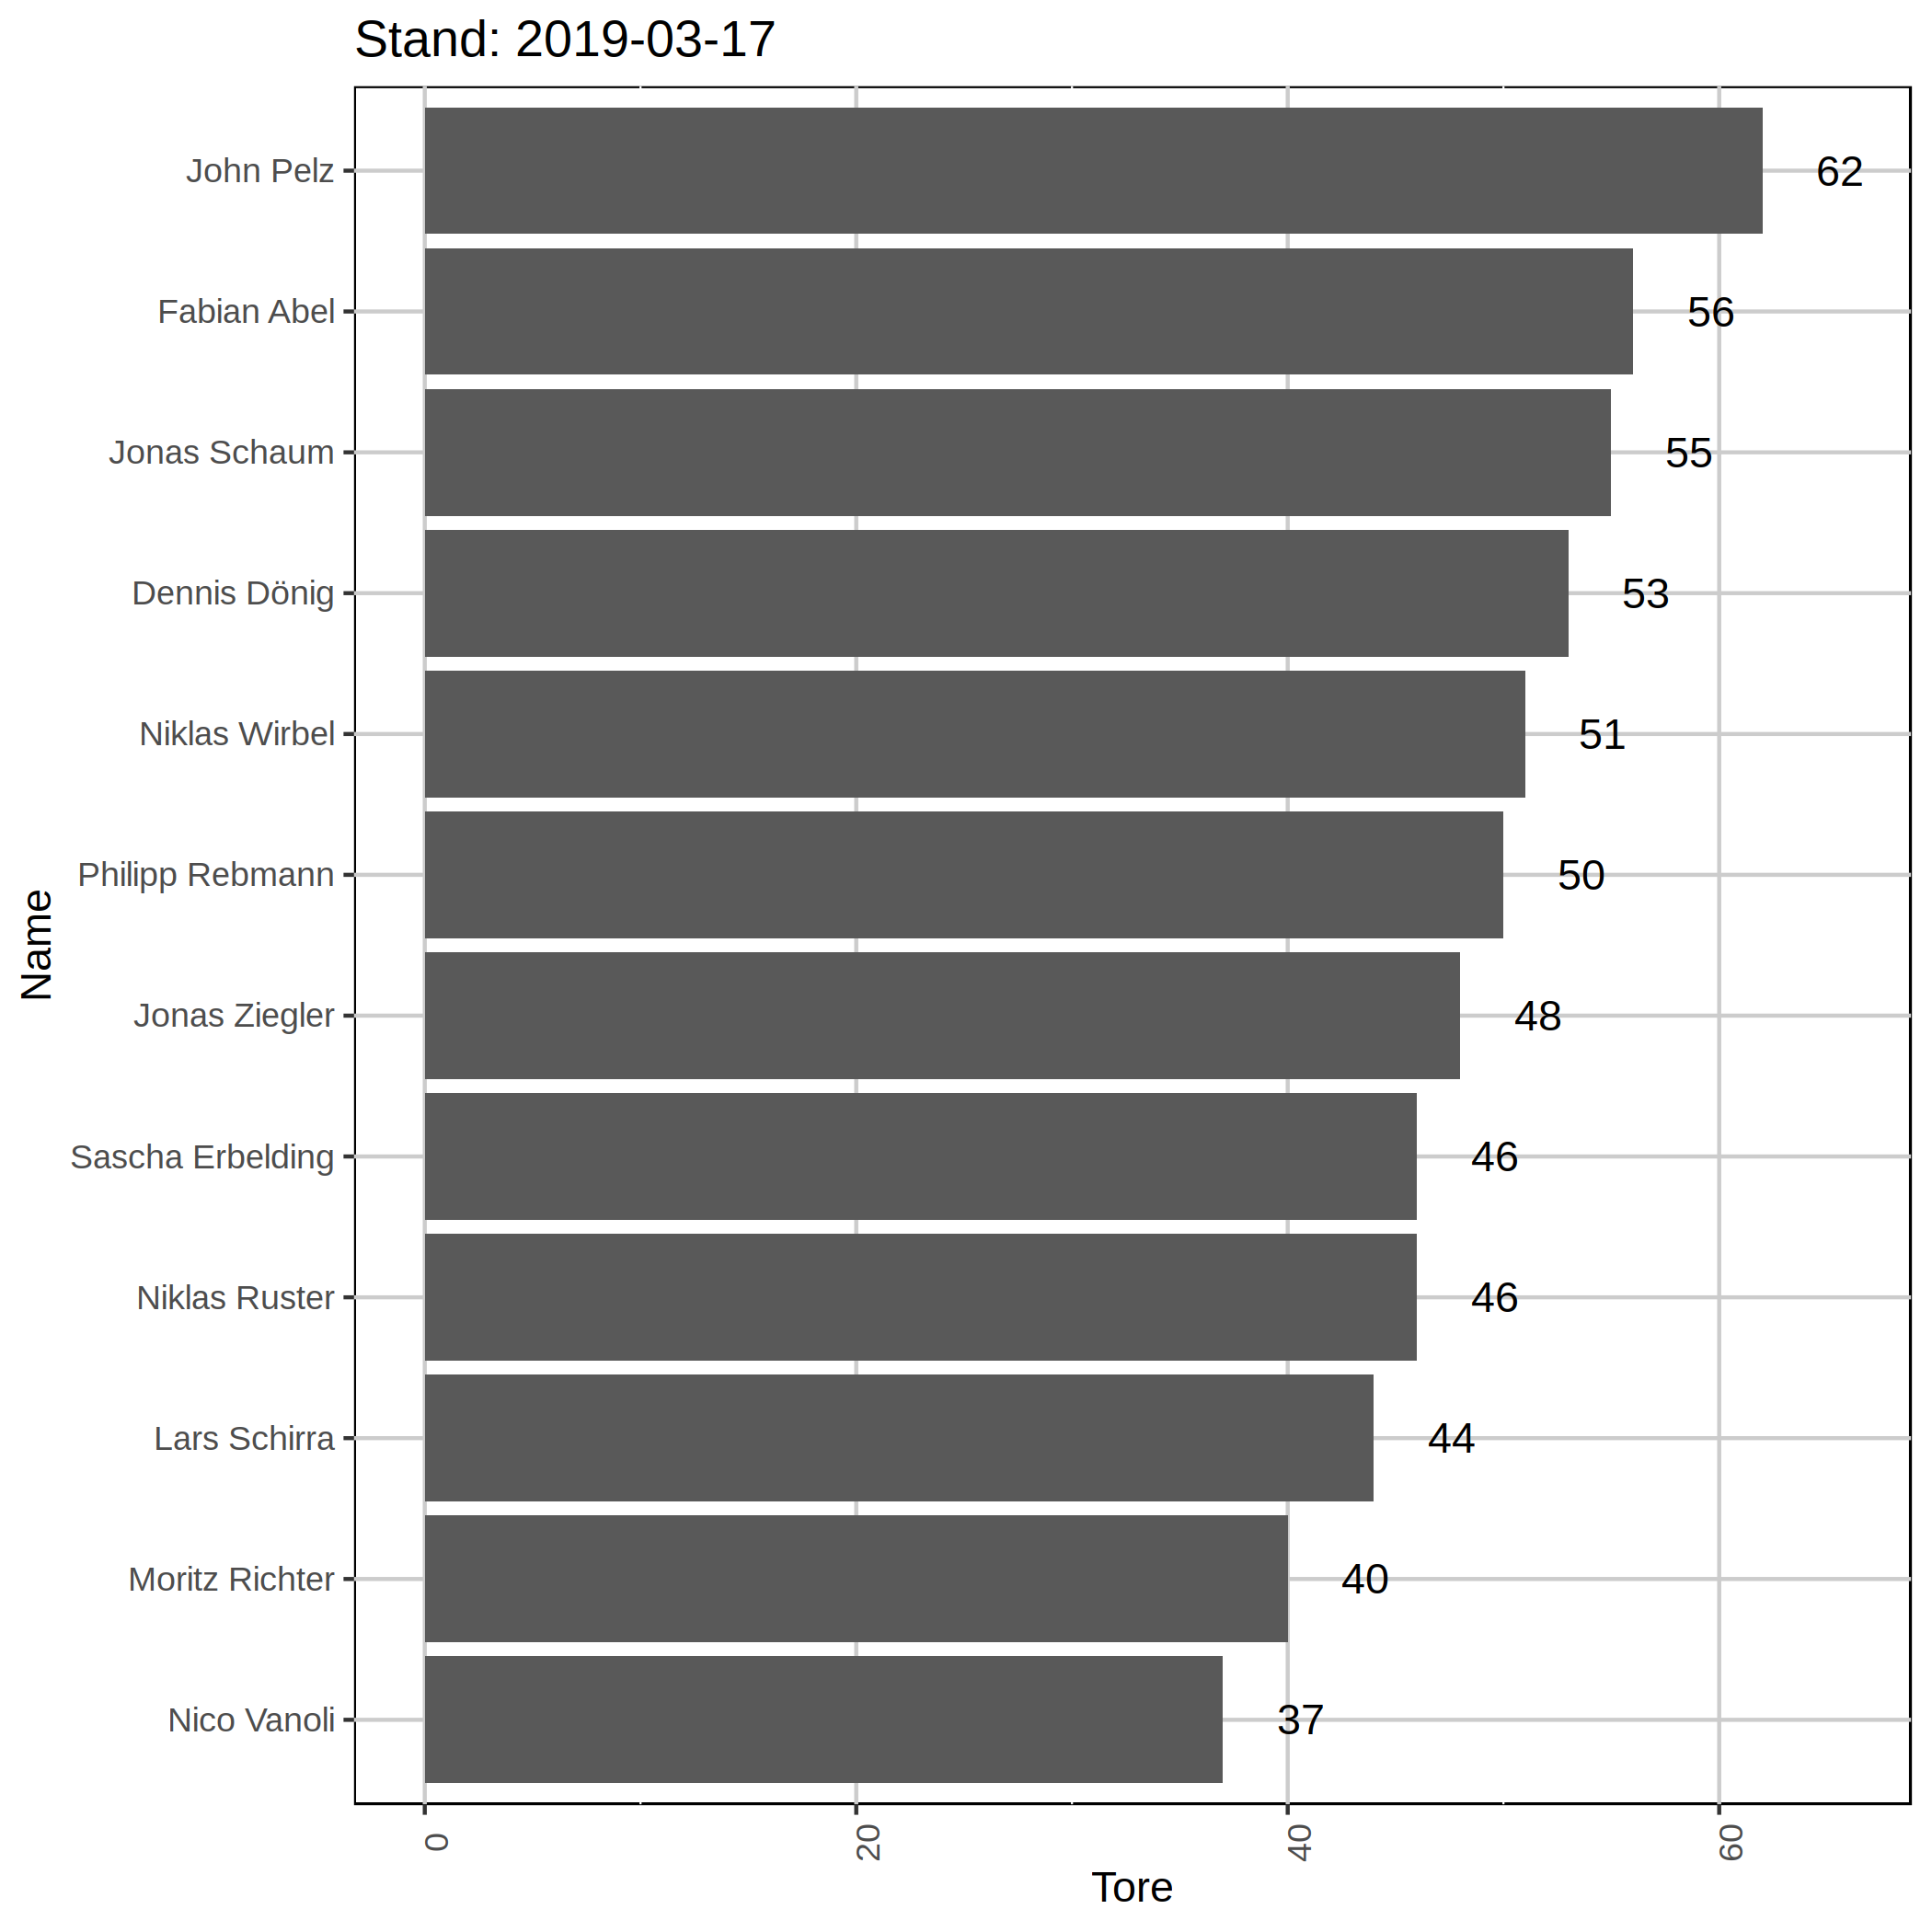 Stand: 2019-03-17
John Pelz 62
Fabian Abel 56
Jonas Schaum 55
Dennis Dönig 53
Niklas Wirbel 51
Philipp Rebmann 50
Jonas Ziegler 48
Sascha Erbelding 46
Niklas Ruster 46
Lars Schirra 44
Moritz Richter 40
Nico Vanoli 37
Name
0 20 40 60
Tore